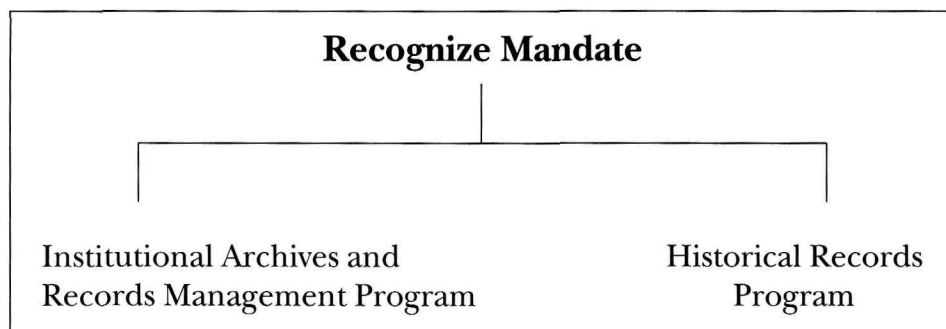 Recognize Mandate
Institutional Archives and
Records Management Program
Historical Records
Program